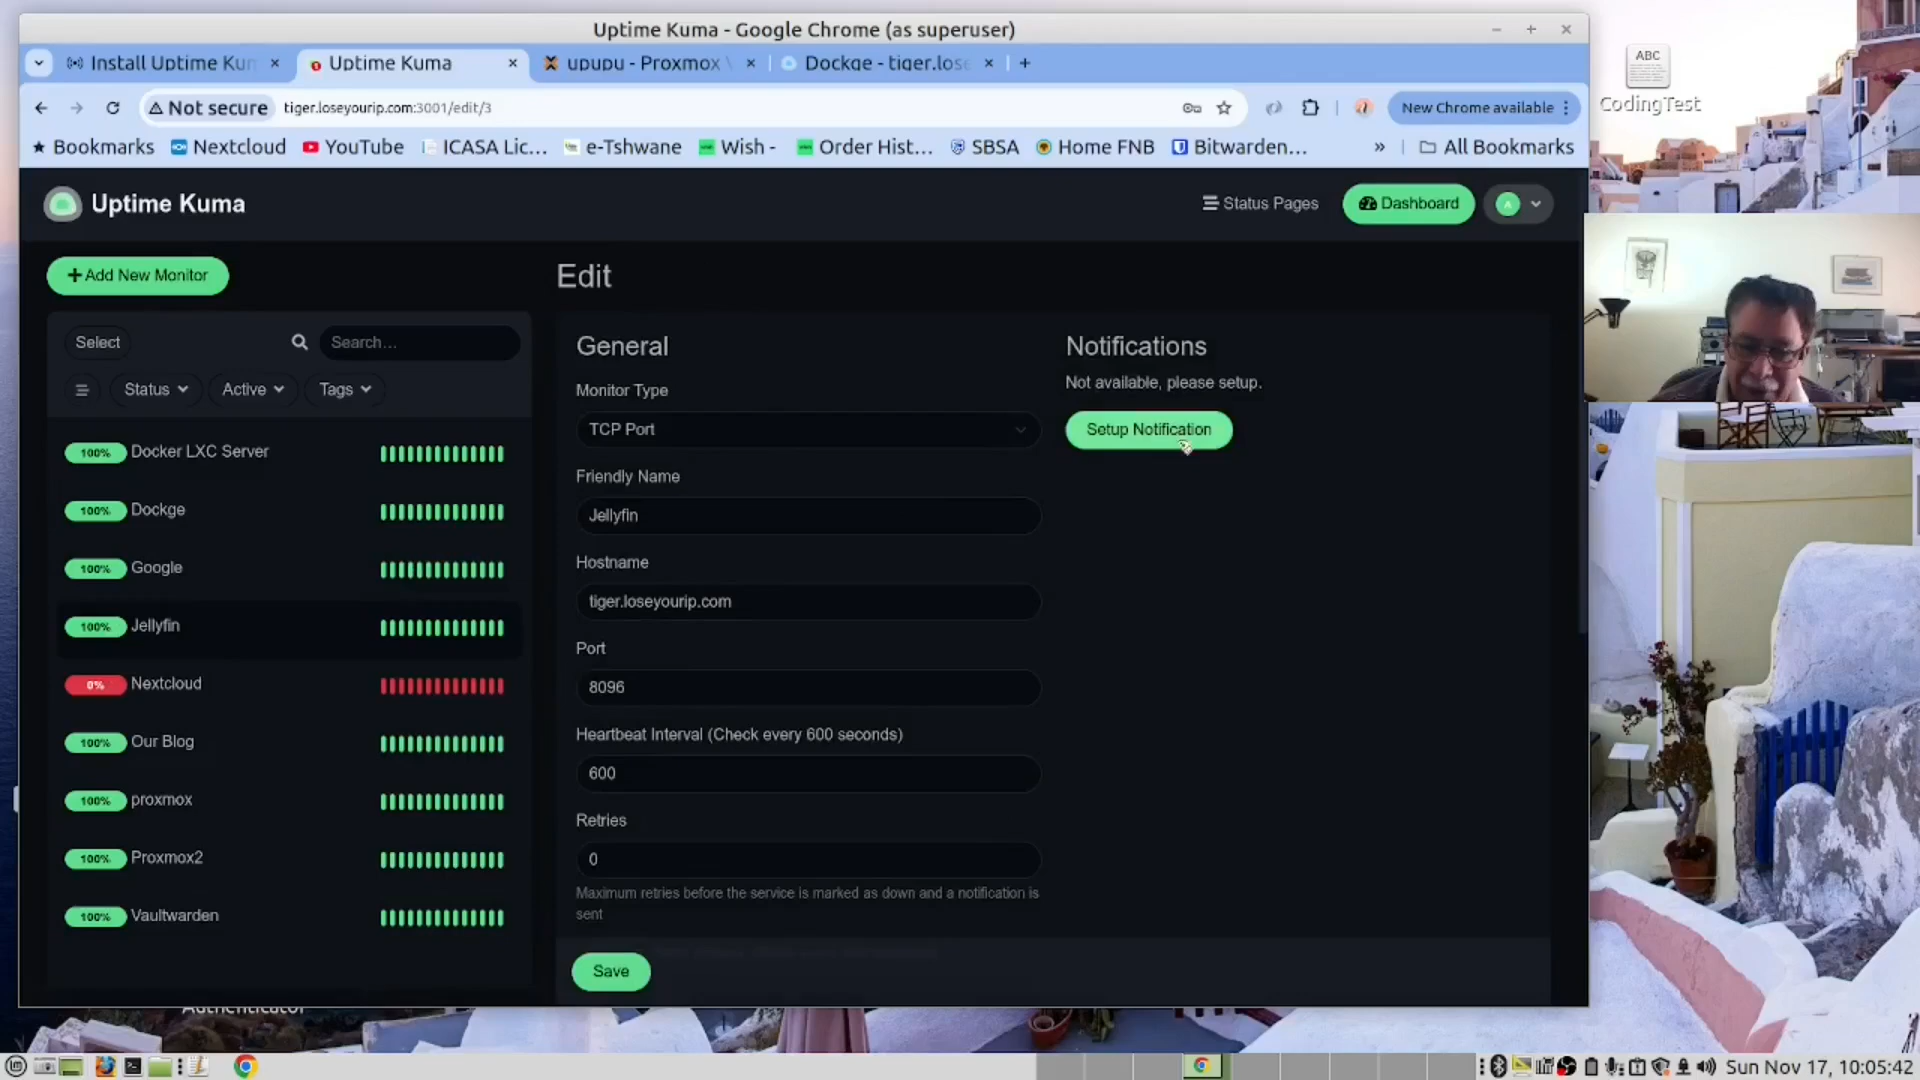 Uptime Kuma - Google Chrome (as superuser)
Install Uptime Kum
Uptime Kuma
upupu - Proxmox V
Dockge - tiger.lose
Not secure
tiger.loseyourip.com:3001/edit/3
New Chrome available
Bookmarks
Nextcloud
YouTube
ICASA Lic...
e-Tshwane
Wish -
Order Hist...
SBSA
Home FNB
Bitwarden...
»
All Bookmarks
ABC
CodingTest
Uptime Kuma
Status Pages
Dashboard
A
+ Add New Monitor
Select
Search...
Status
Active
Tags
100% Docker LXC Server
100% Dockge
100% Google
100% Jellyfin
0% Nextcloud
100% Our Blog
100% proxmox
100% Proxmox2
100% Vaultwarden
Edit
General
Monitor Type
TCP Port
Friendly Name
Jellyfin
Hostname
tiger.loseyourip.com
Port
8096
Heartbeat Interval (Check every 600 seconds)
600
Retries
0
Maximum retries before the service is marked as down and a notification is
sent
Save
Notifications
Not available, please setup.
Setup Notification
Authenticator
Sun Nov 17, 10:05:42